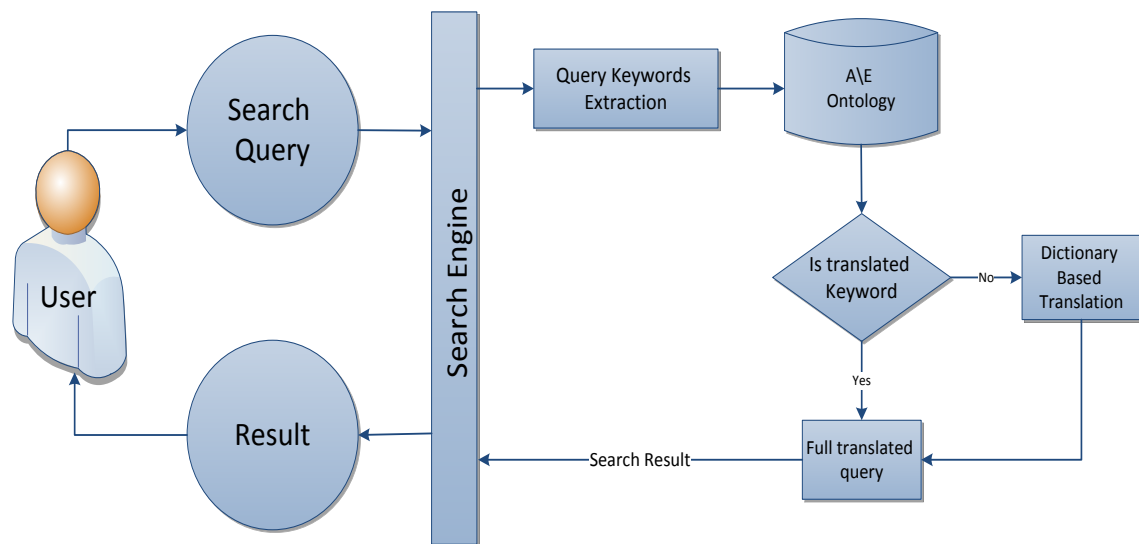 Search
Query
User
Result
Search Engine
Query Keywords
Extraction
A\E
Ontology
Is translated
Keyword
No
Dictionary
Based
Translation
Yes
Full translated
query
Search Result